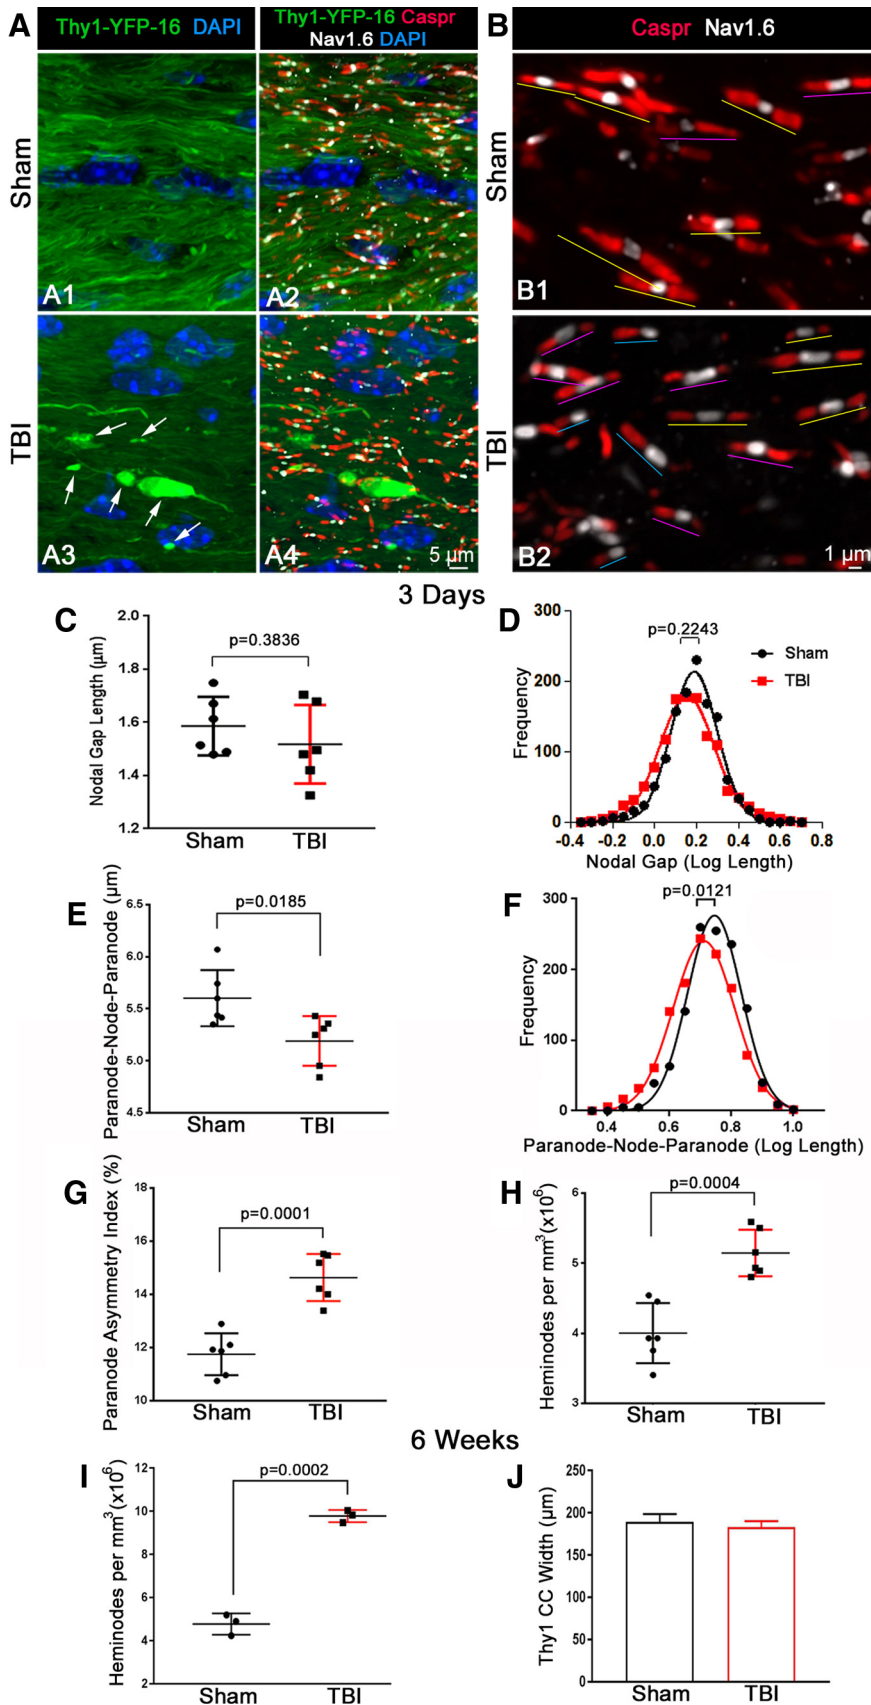 A
Thy1-YFP-16 DAPI
Thy1-YFP-16 Caspr
Nav1.6 DAPI
B
Caspr Nav1.6
Sham
A1
A2
Sham
B1
TBI
A3
A4
5 µm
TBI
B2
1 µm
3 Days
C
Nodal Gap Length (µm)
2.0
1.8
1.6
1.4
1.2
p=0.3836
Sham
TBI
D
Frequency
300
200
100
0
p=0.2243
Sham
TBI
-0.4
-0.2
0.0
0.2
0.4
0.6
0.8
Nodal Gap (Log Length)
E
Paranode-Node-Paranode (µm)
6.5
6.0
5.5
5.0
4.5
p=0.0185
Sham
TBI
F
Frequency
300
200
100
0
p=0.0121
0.4
0.6
0.8
1.0
Paranode-Node-Paranode (Log Length)
G
Paranode Asymmetry Index (%)
18
16
14
12
10
p=0.0001
Sham
TBI
H
Heminodes per mm³(x10⁶)
6
5
4
3
p=0.0004
Sham
TBI
6 Weeks
I
Heminodes per mm³(x10⁶)
12
10
8
6
4
2
p=0.0002
Sham
TBI
J
Thy1 CC Width (µm)
250
200
150
100
50
0
Sham
TBI